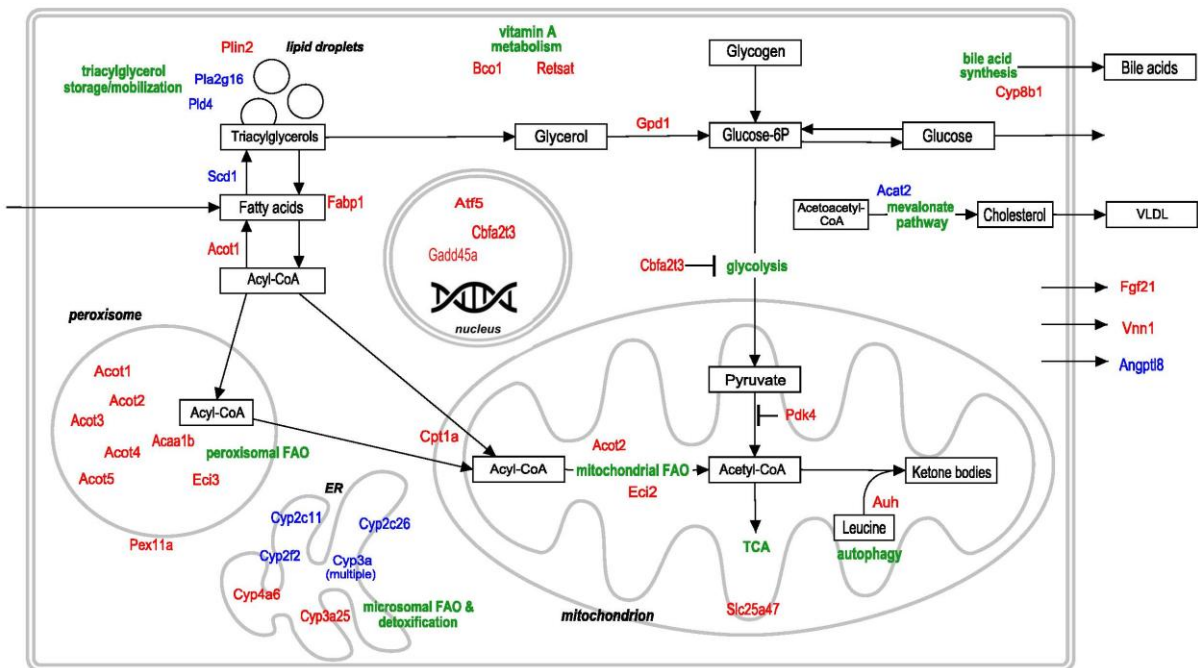 Plin2
lipid droplets
triacylglycerol
storage/mobilization
Pla2g16
Pld4
Triacylglycerols
Scd1
Fatty acids
Fabp1
Acot1
Acyl-CoA
vitamin A
metabolism
Bco1
Retsat
Glycerol
Gpd1
Glycogen
Glucose-6P
Glucose
bile acid
synthesis
Cyp8b1
Bile acids
Acat2
Acetoacetyl-
CoA
mevalonate
pathway
Cholesterol
VLDL
Atf5
Cbfa2t3
Gadd45a
nucleus
Cbfa2t3
glycolysis
Fgf21
Vnn1
Angptl8
peroxisome
Acot1
Acot2
Acot3
Acyl-CoA
Acaa1b
Acot4
peroxisomal FAO
Acot5
Eci3
Pex11a
Pyruvate
Pdk4
Cpt1a
Acyl-CoA
Acot2
mitochondrial FAO
Eci2
Acetyl-CoA
Ketone bodies
Auh
Leucine
autophagy
TCA
Slc25a47
mitochondrion
ER
Cyp2c11
Cyp2c26
Cyp2f2
Cyp3a
(multiple)
Cyp4a6
Cyp3a25
microsomal FAO &
detoxification